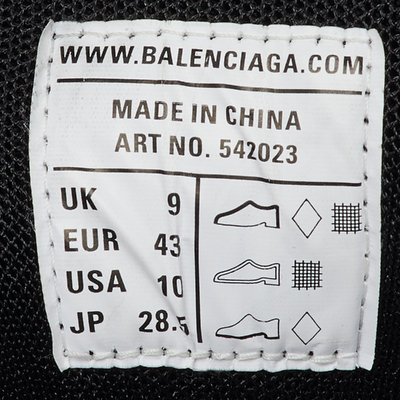 WWW.BALENCIAGA.COM
MADE IN CHINA
ART NO. 542023
UK 9
EUR 43
USA 10
JP 28.5